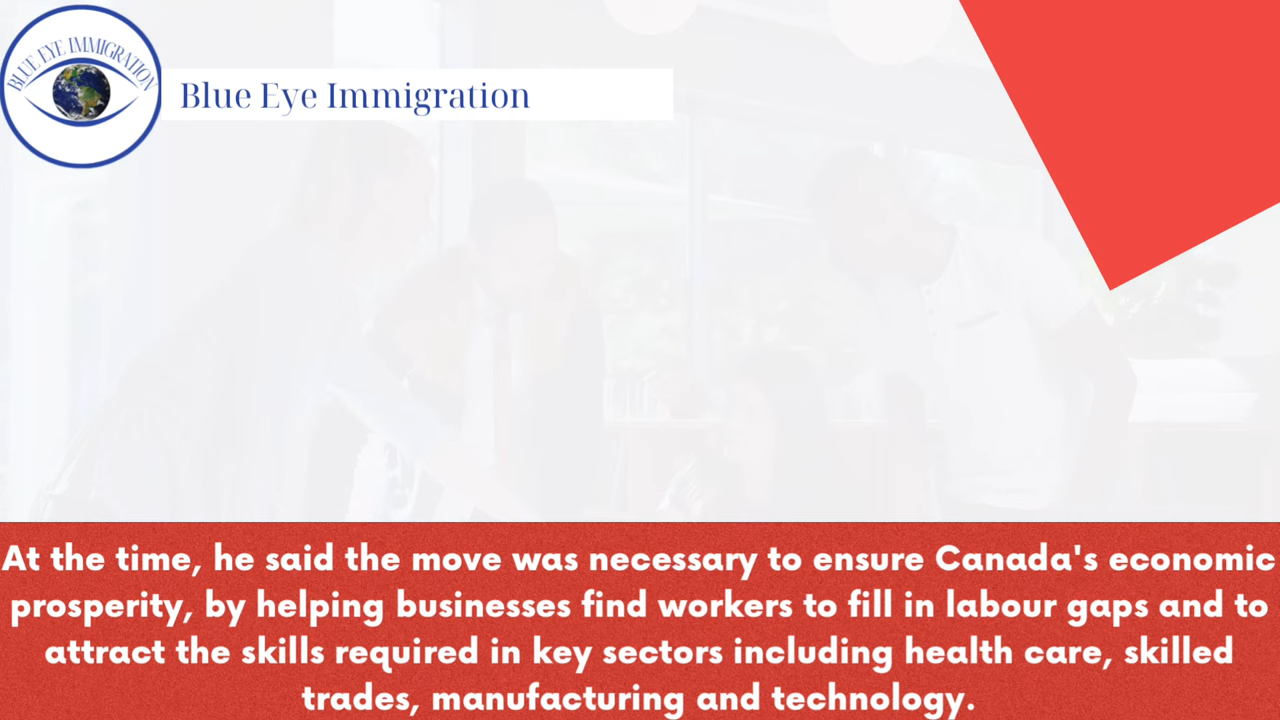 BLUE EYE IMMIGRATION
Blue Eye Immigration
At the time, he said the move was necessary to ensure Canada's economic
prosperity, by helping businesses find workers to fill in labour gaps and to
attract the skills required in key sectors including health care, skilled
trades, manufacturing and technology.